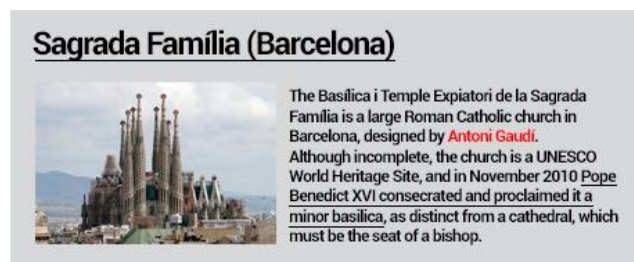 Sagrada Família (Barcelona)
The Basílica i Temple Expiatori de la Sagrada
Família is a large Roman Catholic church in
Barcelona, designed by Antoni Gaudí.
Although incomplete, the church is a UNESCO
World Heritage Site, and in November 2010 Pope
Benedict XVI consecrated and proclaimed it a
minor basilica, as distinct from a cathedral, which
must be the seat of a bishop.